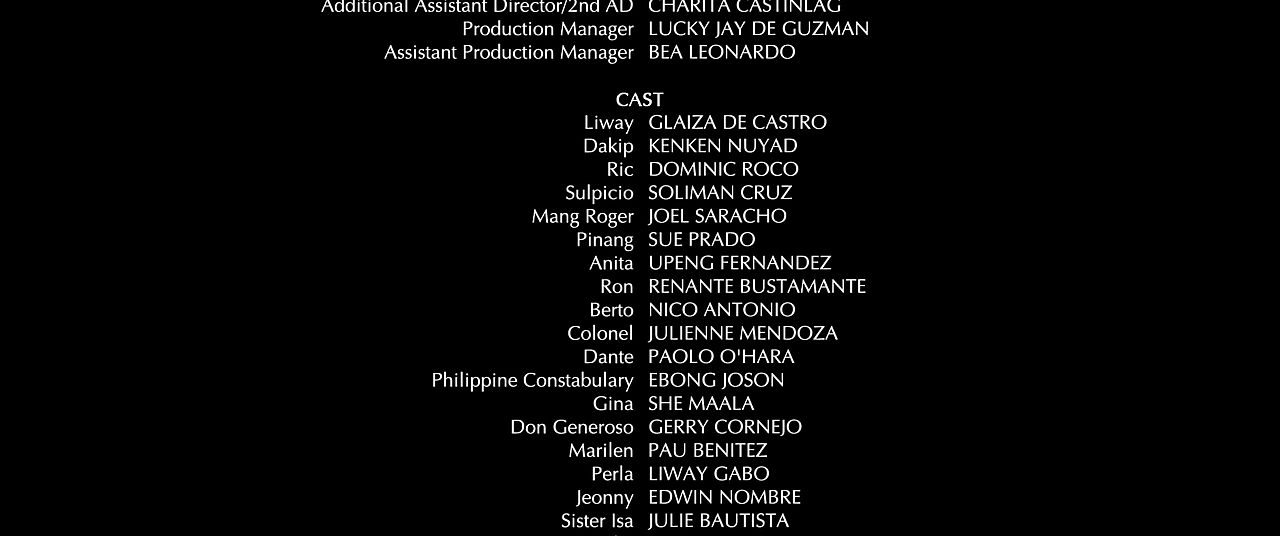 Additional Assistant Director/2nd AD CHARITA CASTINLAG
Production Manager LUCKY JAY DE GUZMAN
Assistant Production Manager BEA LEONARDO
CAST
Liway GLAIZA DE CASTRO
Dakip KENKEN NUYAD
Ric DOMINIC ROCO
Sulpicio SOLIMAN CRUZ
Mang Roger JOEL SARACHO
Pinang SUE PRADO
Anita UPENG FERNANDEZ
Ron RENANTE BUSTAMANTE
Berto NICO ANTONIO
Colonel JULIENNE MENDOZA
Dante PAOLO O'HARA
Philippine Constabulary EBONG JOSON
Gina SHE MAALA
Don Generoso GERRY CORNEJO
Marilen PAU BENITEZ
Perla LIWAY GABO
Jeonny EDWIN NOMBRE
Sister Isa JULIE BAUTISTA